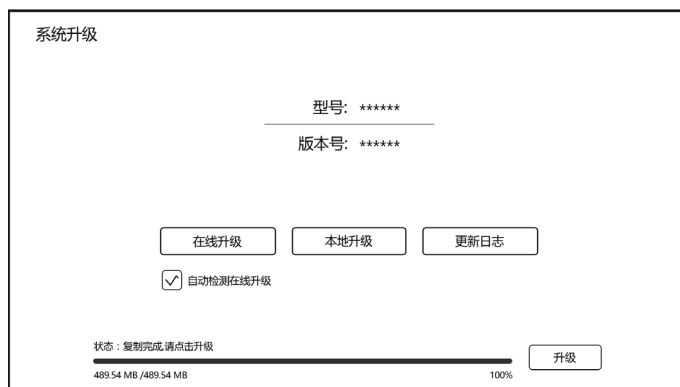 系统升级
型号: ******
版本号: ******
在线升级 本地升级 更新日志
自动检测在线升级
状态：复制完成,请点击升级
升级
489.54 MB /489.54 MB 100%